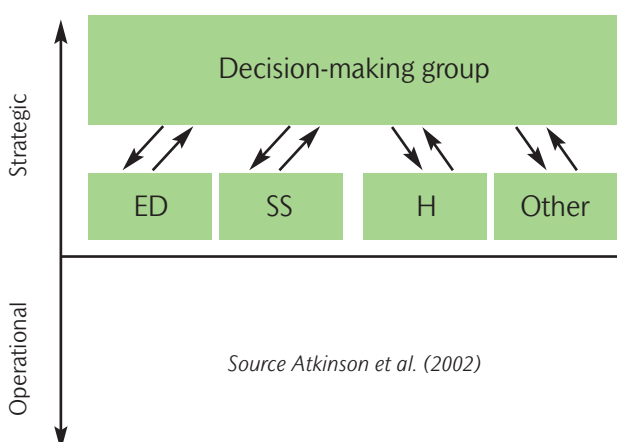 Strategic
Decision-making group
ED
SS
H
Other
Operational
Source Atkinson et al. (2002)